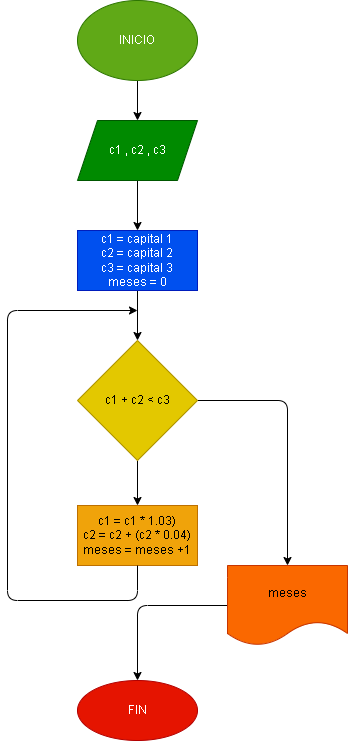 INICIO
c1 , c2 , c3
c1 = capital 1
c2 = capital 2
c3 = capital 3
meses = 0
c1 + c2 < c3
c1 = c1 * 1.03)
c2 = c2 + (c2 * 0.04)
meses = meses +1
meses
FIN